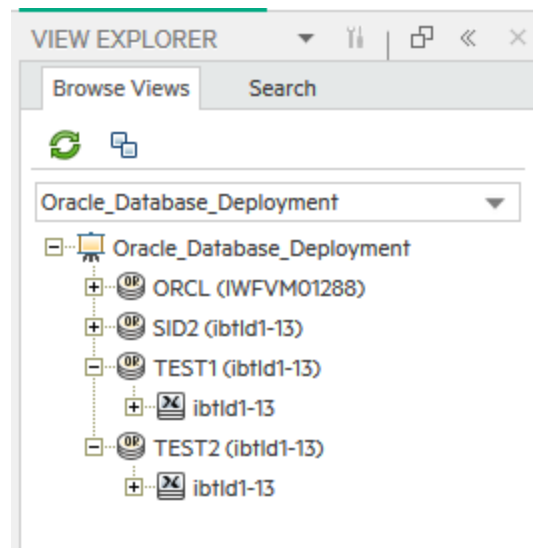 VIEW EXPLORER
Browse Views Search
Oracle_Database_Deployment
Oracle_Database_Deployment
ORCL (IWFVM01288)
SID2 (ibtld1-13)
TEST1 (ibtld1-13)
ibtld1-13
TEST2 (ibtld1-13)
ibtld1-13